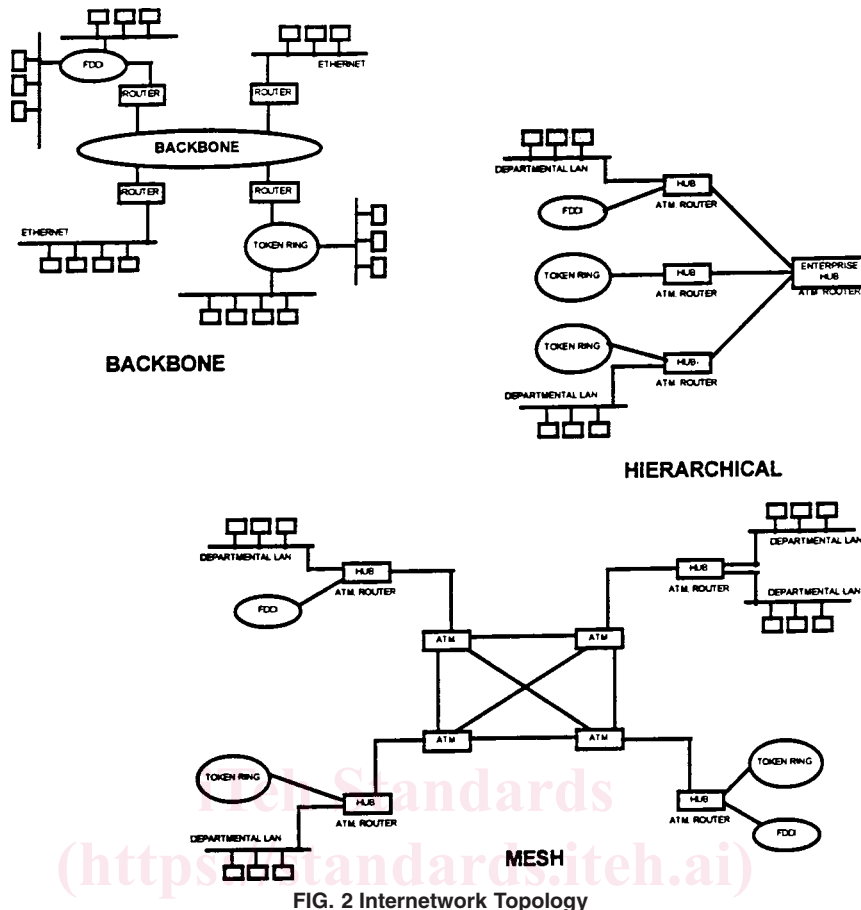 FDDI
ROUTER
ETHERNET
ROUTER
BACKBONE
ROUTER
ROUTER
ETHERNET
TOKEN RING
BACKBONE
DEPARTMENTAL LAN
HUB
ATM ROUTER
FDDI
TOKEN RING
HUB
ATM ROUTER
ENTERPRISE
HUB
ATM ROUTER
TOKEN RING
HUB
ATM ROUTER
DEPARTMENTAL LAN
HIERARCHICAL
DEPARTMENTAL LAN
HUB
ATM ROUTER
FDDI
HUB
ATM ROUTER
DEPARTMENTAL LAN
DEPARTMENTAL LAN
ATM
ATM
ATM
ATM
TOKEN RING
HUB
ATM ROUTER
DEPARTMENTAL LAN
TOKEN RING
HUB
ATM ROUTER
FDDI
MESH
iTeh Standards
(https://standards.iteh.ai)
FIG. 2 Internetwork Topology